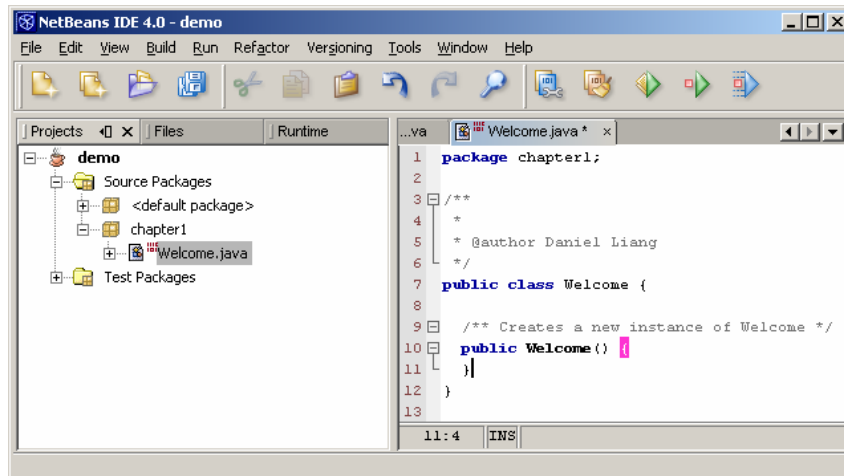 NetBeans IDE 4.0 - demo
File Edit View Build Run Refactor Versioning Tools Window Help
Projects Files Runtime
demo
Source Packages
<default package>
chapter1
Welcome.java
Test Packages
...va Welcome.java *
1 package chapter1;
2
3 /**
4 *
5 * @author Daniel Liang
6 */
7 public class Welcome {
8
9 /** Creates a new instance of Welcome */
10 public Welcome() {
11 }
12 }
13
11:4 INS